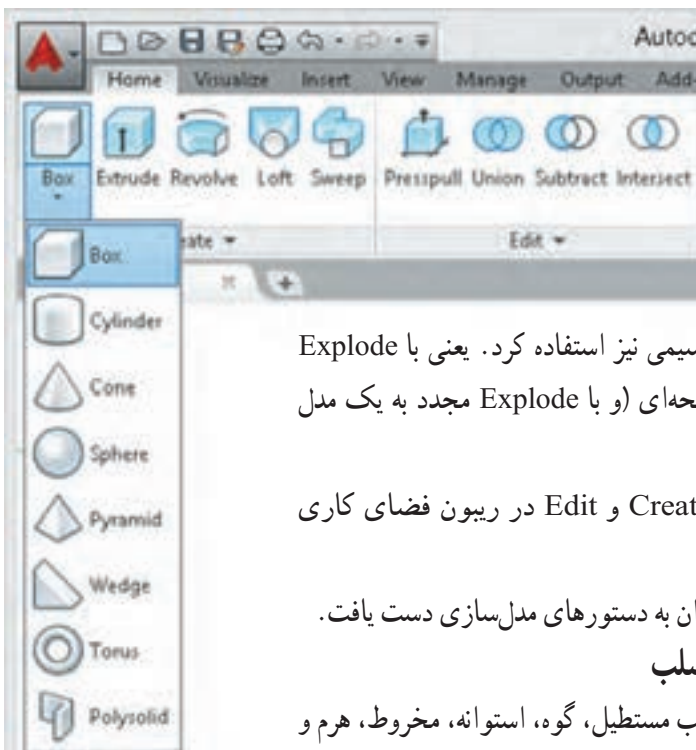 Autoc
Home Visualize Insert View Manage Output Add-
Box Extrude Revolve Loft Sweep Presspull Union Subtract Intersect
eate Edit
Box
Cylinder
Cone
Sphere
Pyramid
Wedge
Torus
Polysolid
سیمی نیز استفاده کرد. یعنی با Explode
حه‌ای (و با Explode مجدد به یک مدل
Creat و Edit در ریبون فضای کاری
ان به دستورهای مدل‌سازی دست یافت.
سلب
ب مستطیل، گوه، استوانه، مخروط، هرم و